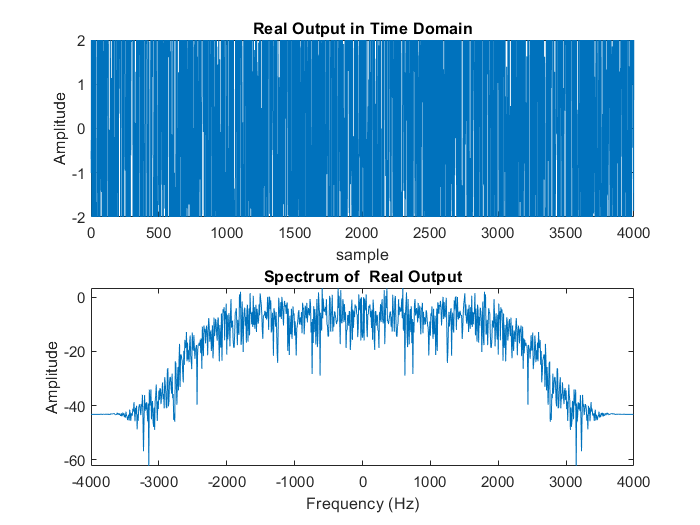 Real Output in Time Domain
2
1
0
-1
-2
Amplitude
0 500 1000 1500 2000 2500 3000 3500 4000
sample
Spectrum of  Real Output
0
-20
-40
-60
Amplitude
-4000 -3000 -2000 -1000 0 1000 2000 3000 4000
Frequency (Hz)